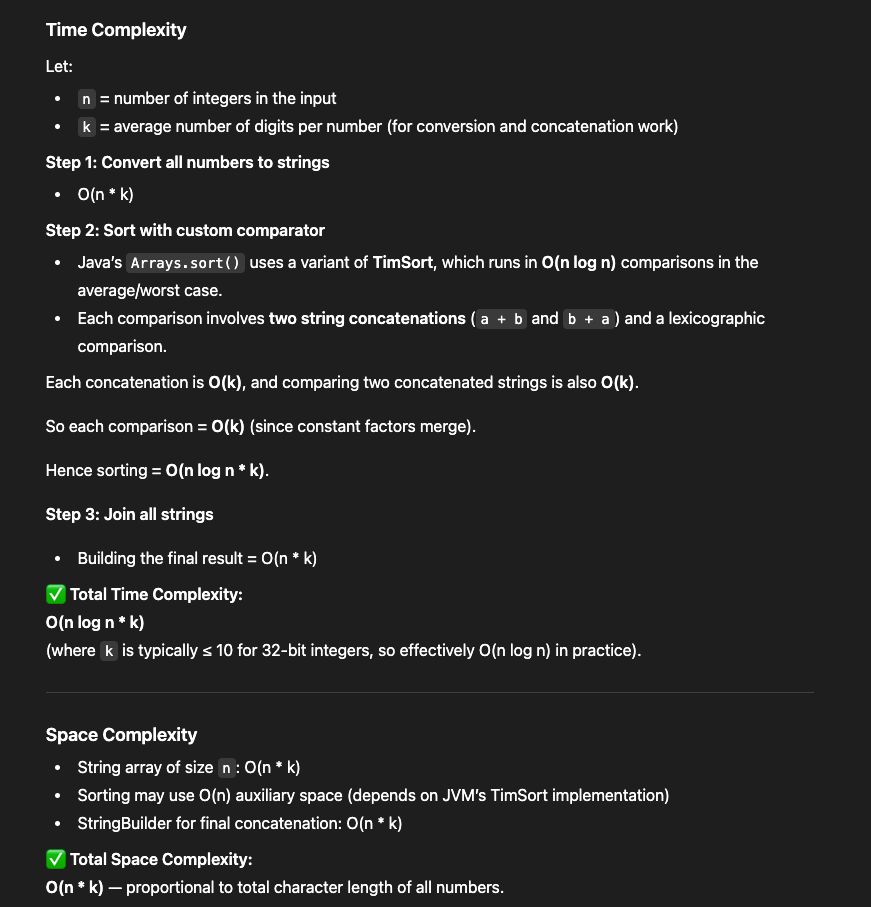 Time Complexity
Let:
• n = number of integers in the input
• k = average number of digits per number (for conversion and concatenation work)
Step 1: Convert all numbers to strings
• O(n * k)
Step 2: Sort with custom comparator
• Java’s Arrays.sort() uses a variant of TimSort, which runs in O(n log n) comparisons in the
average/worst case.
• Each comparison involves two string concatenations (a + b and b + a) and a lexicographic
comparison.
Each concatenation is O(k), and comparing two concatenated strings is also O(k).
So each comparison = O(k) (since constant factors merge).
Hence sorting = O(n log n * k).
Step 3: Join all strings
• Building the final result = O(n * k)
✅ Total Time Complexity:
O(n log n * k)
(where k is typically ≤ 10 for 32-bit integers, so effectively O(n log n) in practice).
Space Complexity
• String array of size n: O(n * k)
• Sorting may use O(n) auxiliary space (depends on JVM’s TimSort implementation)
• StringBuilder for final concatenation: O(n * k)
✅ Total Space Complexity:
O(n * k) — proportional to total character length of all numbers.